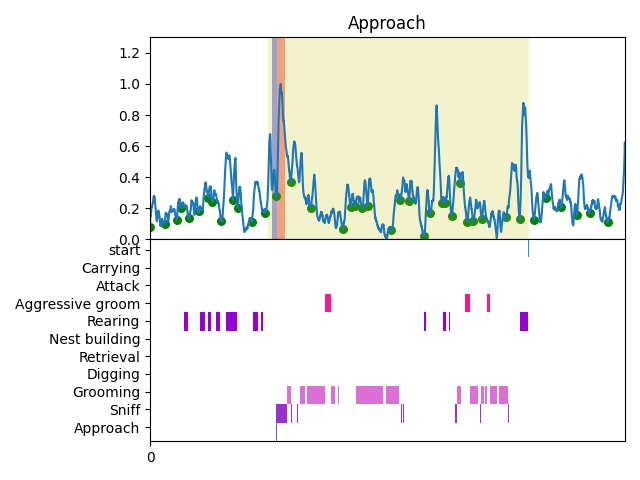 Approach
1.2
1.0
0.8
0.6
0.4
0.2
0.0
start
Carrying
Attack
Aggressive groom
Rearing
Nest building
Retrieval
Digging
Grooming
Sniff
Approach
0